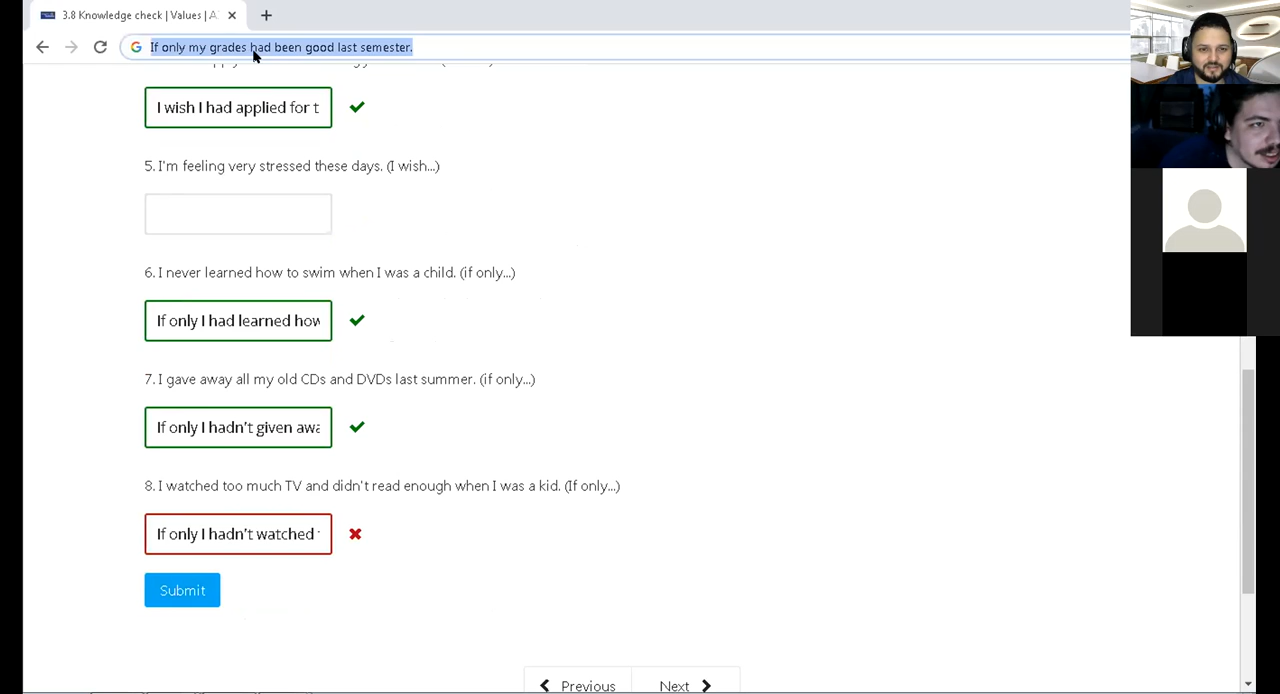 3.8 Knowledge check | Values | A
If only my grades had been good last semester.
I wish I had applied for t
5. I'm feeling very stressed these days. (I wish...)
6. I never learned how to swim when I was a child. (if only...)
If only I had learned how
7. I gave away all my old CDs and DVDs last summer. (if only...)
If only I hadn't given awa
8. I watched too much TV and didn't read enough when I was a kid. (If only...)
If only I hadn't watched
Submit
Previous
Next